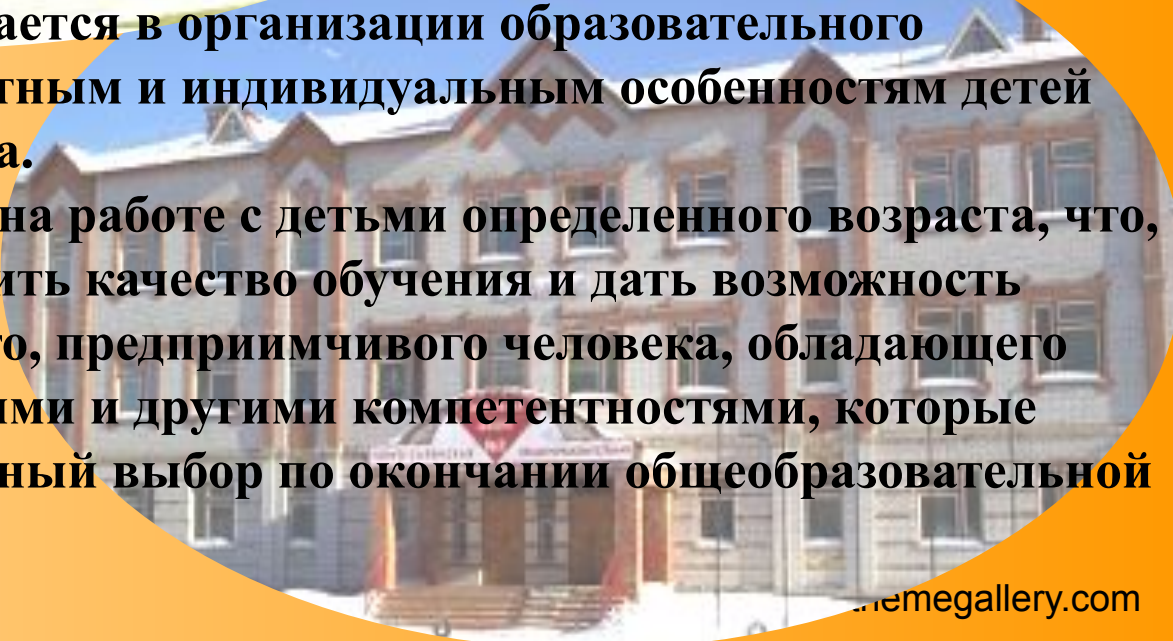 ается в организации образовательного
тным и индивидуальным особенностям детей
а.
на работе с детьми определенного возраста, что,
ить качество обучения и дать возможность
о, предприимчивого человека, обладающего
ми и другими компетентностями, которые
ный выбор по окончании общеобразовательной
emegallery.com